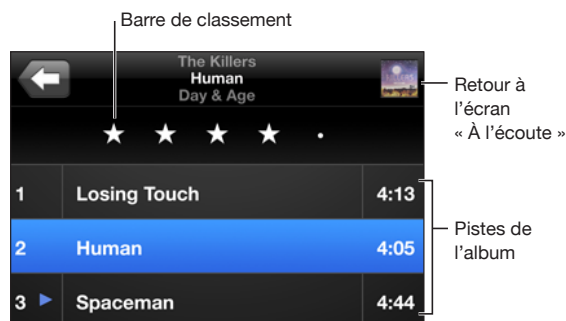 Barre de classement
The Killers
Human
Day & Age
Retour à
l'écran
« À l'écoute »
1 Losing Touch 4:13
2 Human 4:05
3 Spaceman 4:44
Pistes de
l'album